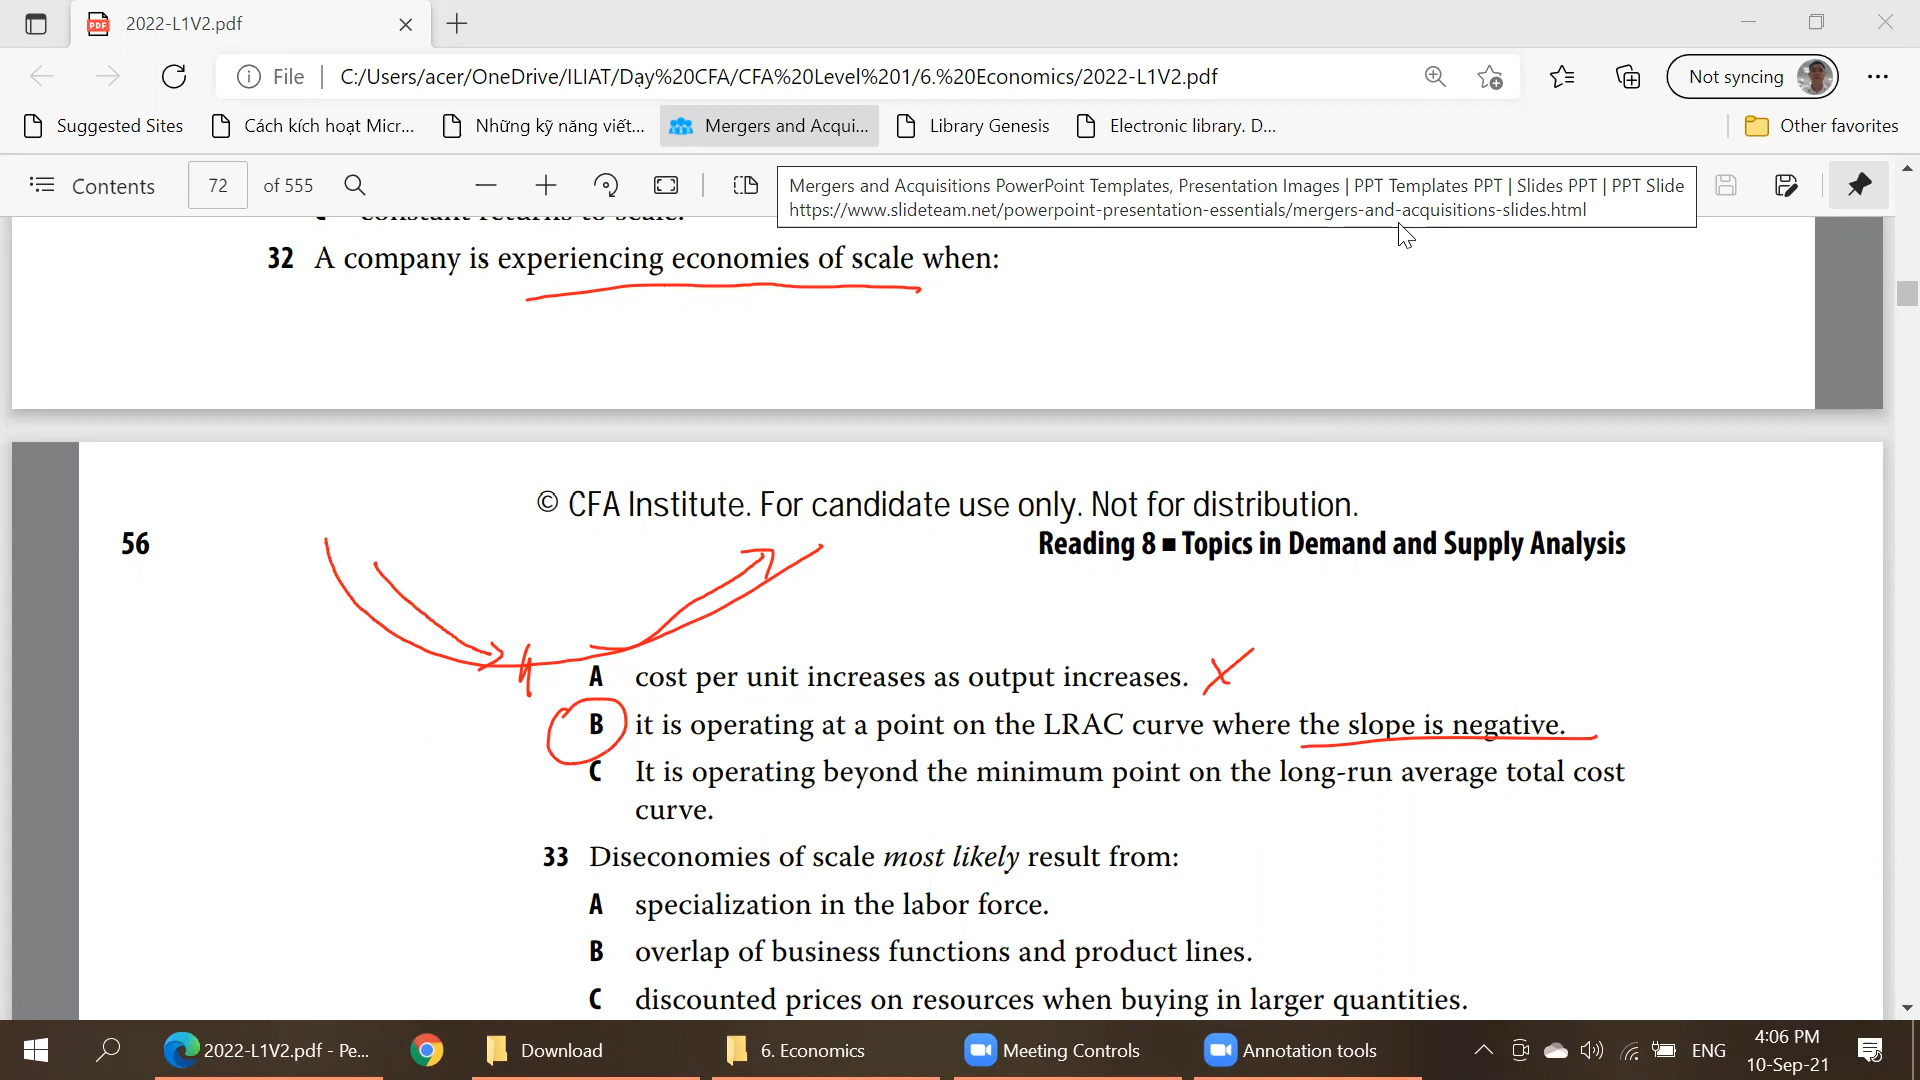 2022-L1V2.pdf
File
C:/Users/acer/OneDrive/ILIAT/Dạy%20CFA/CFA%20Level%201/6.%20Economics/2022-L1V2.pdf
Not syncing
Suggested Sites
Cách kích hoạt Micr...
Những kỹ năng viết...
Mergers and Acqui...
Library Genesis
Electronic library. D...
Other favorites
Contents
72
of 555
Mergers and Acquisitions PowerPoint Templates, Presentation Images | PPT Templates PPT | Slides PPT | PPT Slide
https://www.slideteam.net/powerpoint-presentation-essentials/mergers-and-acquisitions-slides.html
C constant returns to scale.
32 A company is experiencing economies of scale when:
© CFA Institute. For candidate use only. Not for distribution.
56
Reading 8 ■ Topics in Demand and Supply Analysis
A cost per unit increases as output increases.
B it is operating at a point on the LRAC curve where the slope is negative.
C It is operating beyond the minimum point on the long-run average total cost
curve.
33 Diseconomies of scale most likely result from:
A specialization in the labor force.
B overlap of business functions and product lines.
C discounted prices on resources when buying in larger quantities.
2022-L1V2.pdf - Pe...
Download
6. Economics
Meeting Controls
Annotation tools
ENG
4:06 PM
10-Sep-21